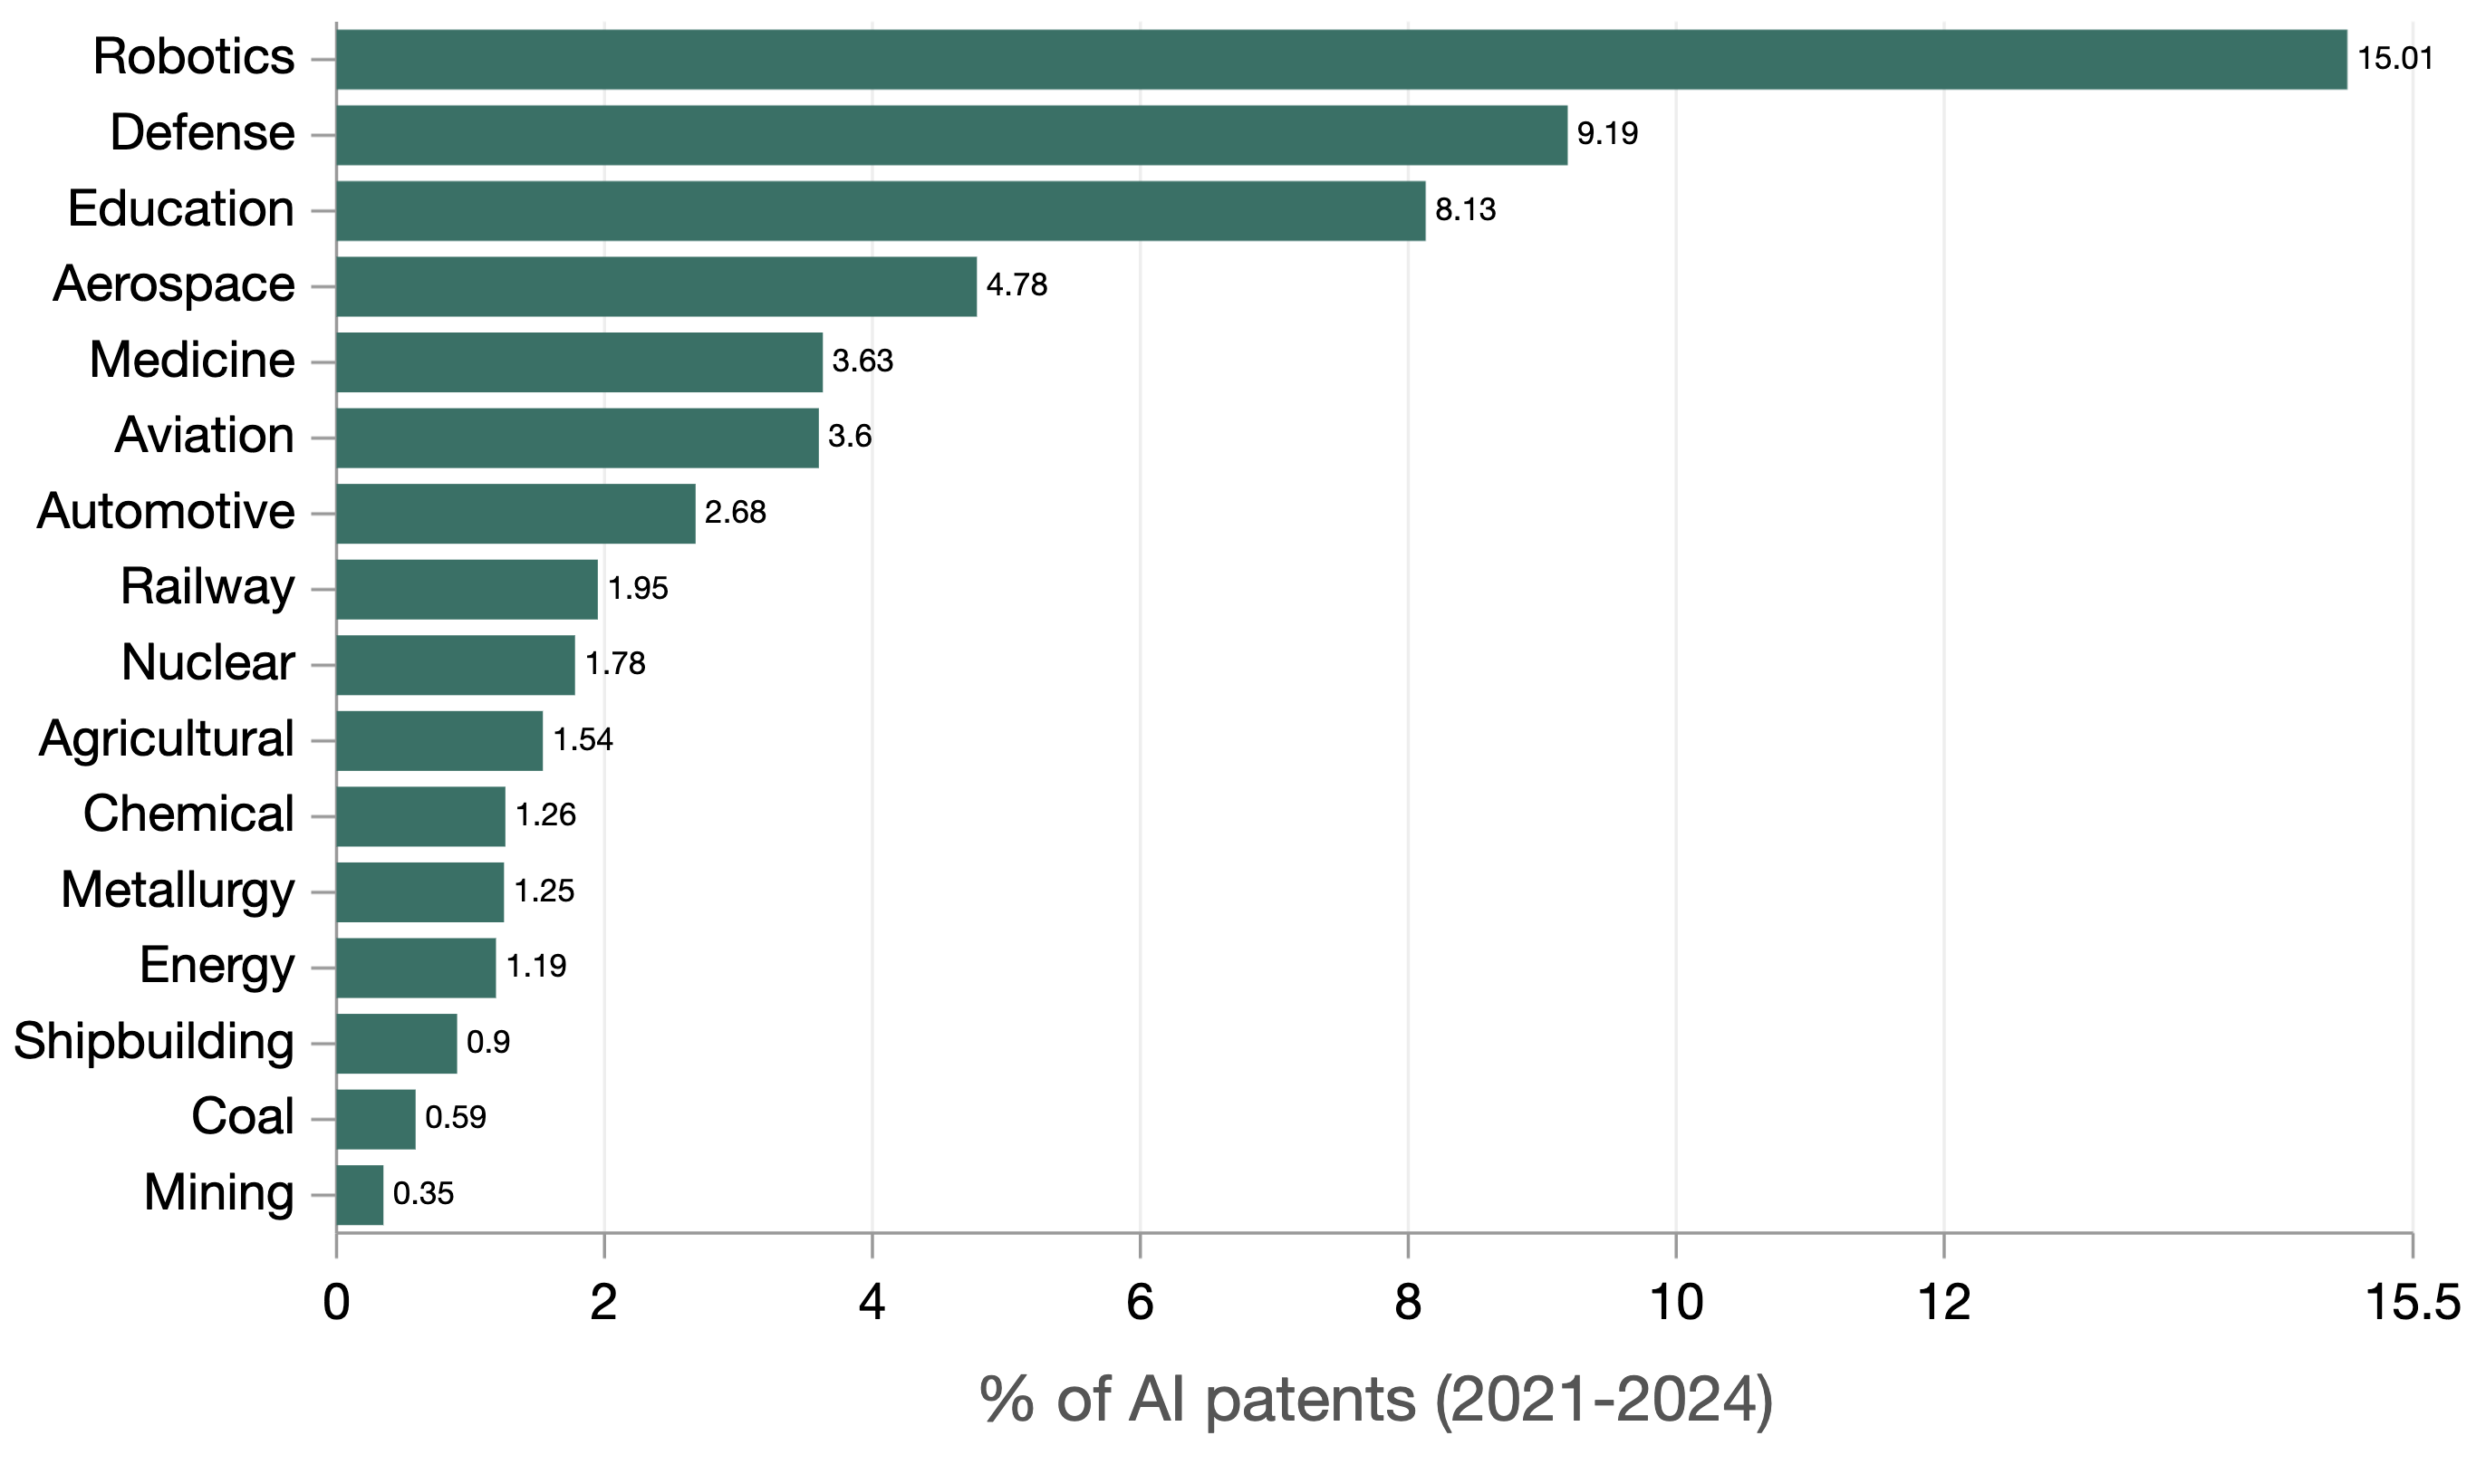 Robotics 15.01
Defense 9.19
Education 8.13
Aerospace 4.78
Medicine 3.63
Aviation 3.6
Automotive 2.68
Railway 1.95
Nuclear 1.78
Agricultural 1.54
Chemical 1.26
Metallurgy 1.25
Energy 1.19
Shipbuilding 0.9
Coal 0.59
Mining 0.35
0 2 4 6 8 10 12 15.5
% of AI patents (2021-2024)